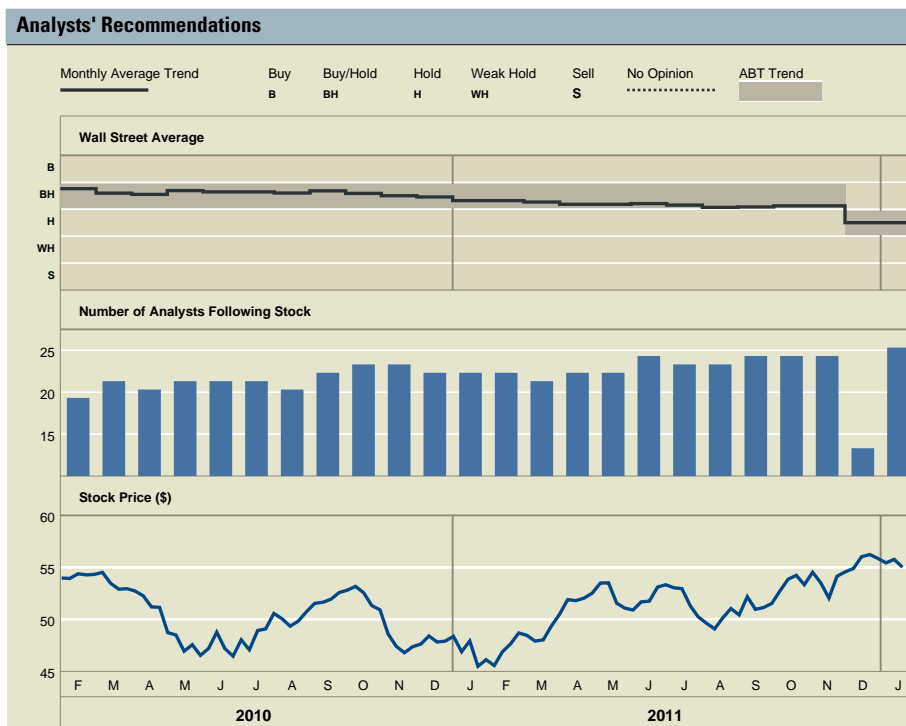 Analysts' Recommendations
Monthly Average Trend Buy Buy/Hold Hold Weak Hold Sell No Opinion ABT Trend
B BH H WH S
Wall Street Average
B
BH
H
WH
S
Number of Analysts Following Stock
25
20
15
Stock Price ($)
60
55
50
45
F M A M J J A S O N D J F M A M J J A S O N D J
2010 2011